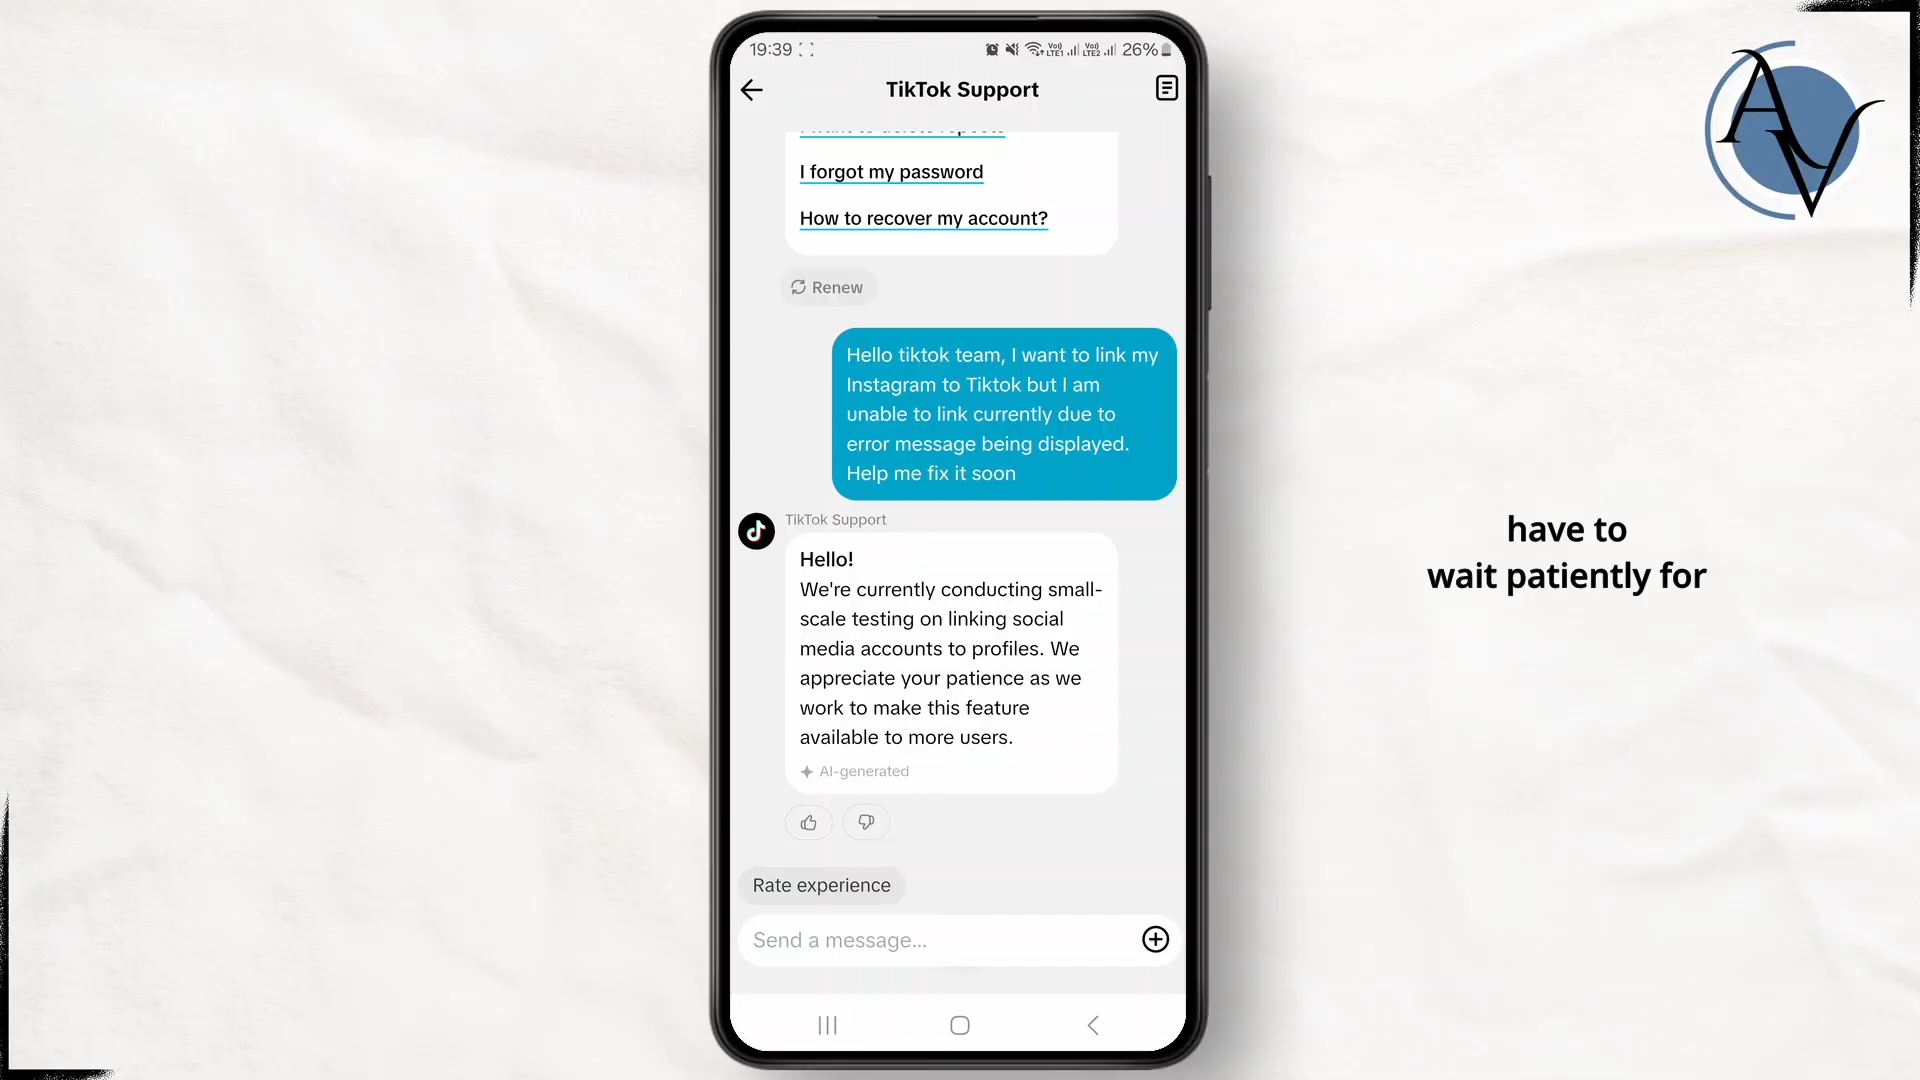 19:39
26%
TikTok Support
I forgot my password
How to recover my account?
Renew
Hello tiktok team, I want to link my
Instagram to Tiktok but I am
unable to link currently due to
error message being displayed.
Help me fix it soon
TikTok Support
Hello!
We're currently conducting small-
scale testing on linking social
media accounts to profiles. We
appreciate your patience as we
work to make this feature
available to more users.
AI-generated
Rate experience
Send a message...
have to
wait patiently for
AV